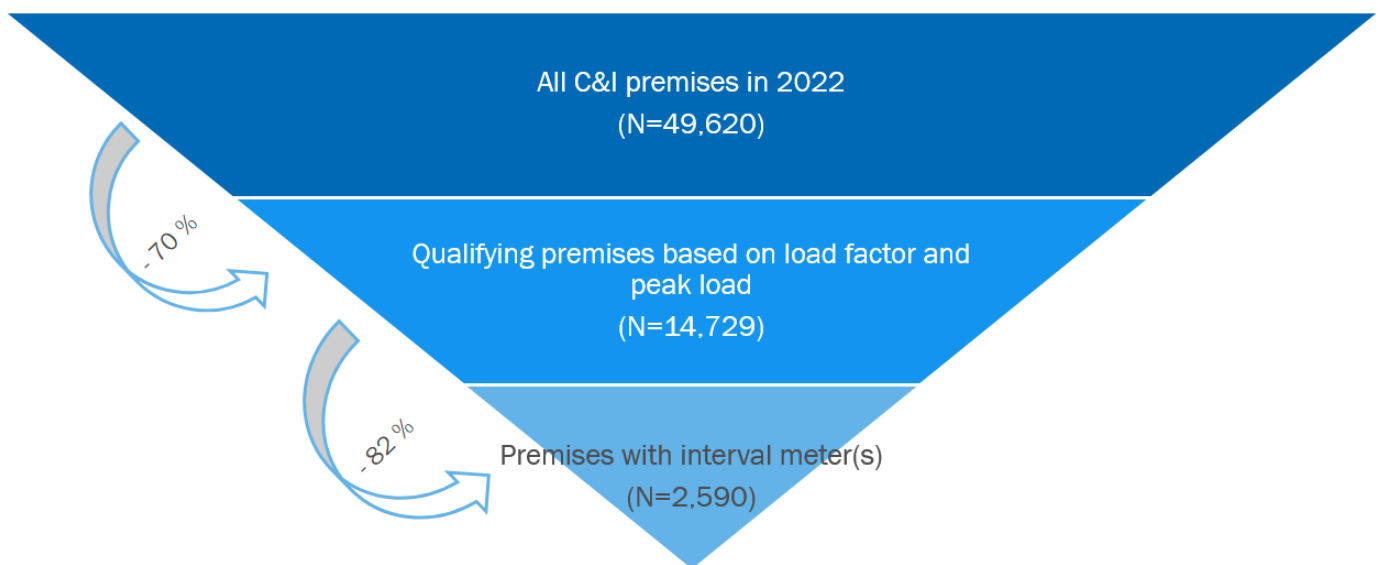 All C&I premises in 2022
(N=49,620)
- 70 %
Qualifying premises based on load factor and
peak load
(N=14,729)
- 82 %
Premises with interval meter(s)
(N=2,590)